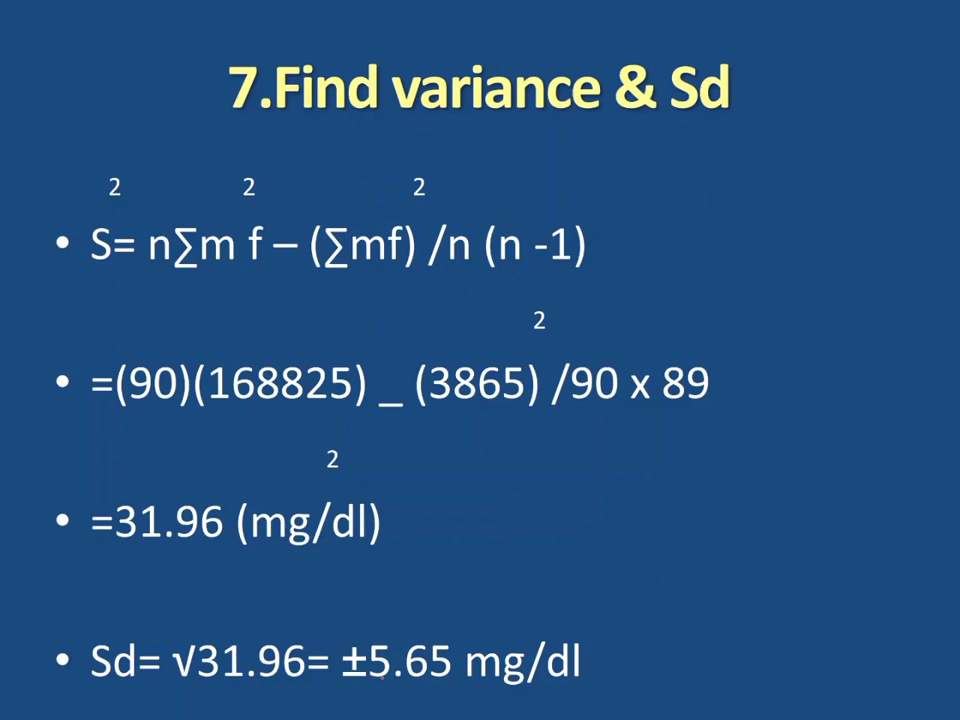 7.Find variance & Sd
2 2 2
• S= n∑m f – (∑mf) /n (n -1)
2
• =(90)(168825) _ (3865) /90 x 89
2
• =31.96 (mg/dl)
• Sd= √31.96= ±5.65 mg/dl